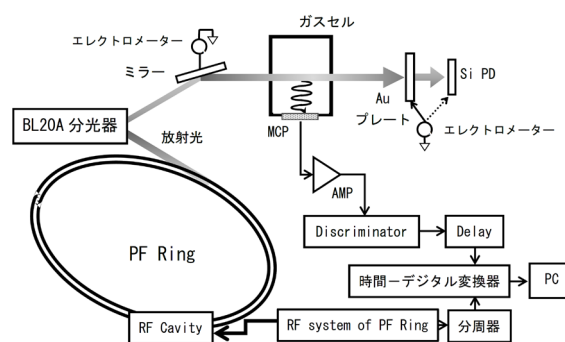 ガスセル
エレクトロメーター
ミラー
Si PD
Au
プレート
エレクトロメーター
BL20A 分光器
放射光
MCP
AMP
Discriminator
Delay
PF Ring
時間－デジタル変換器
PC
RF Cavity
RF system of PF Ring
分周器